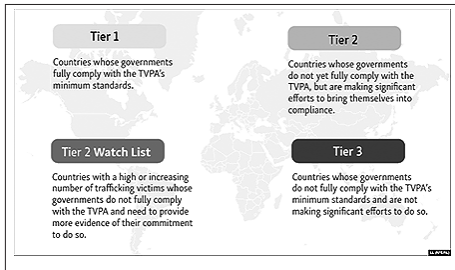 Tier 1
Countries whose governments
fully comply with the TVPA's
minimum standards.
Tier 2
Countries whose governments
do not yet fully comply with the
TVPA, but are making significant
efforts to bring themselves into
compliance.
Tier 2 Watch List
Countries with a high or increasing
number of trafficking victims whose
governments do not fully comply
with the TVPA and need to provide
more evidence of their commitment
to do so.
Tier 3
Countries whose governments
do not fully comply with the TVPA's
minimum standards and are not
making significant efforts to do so.